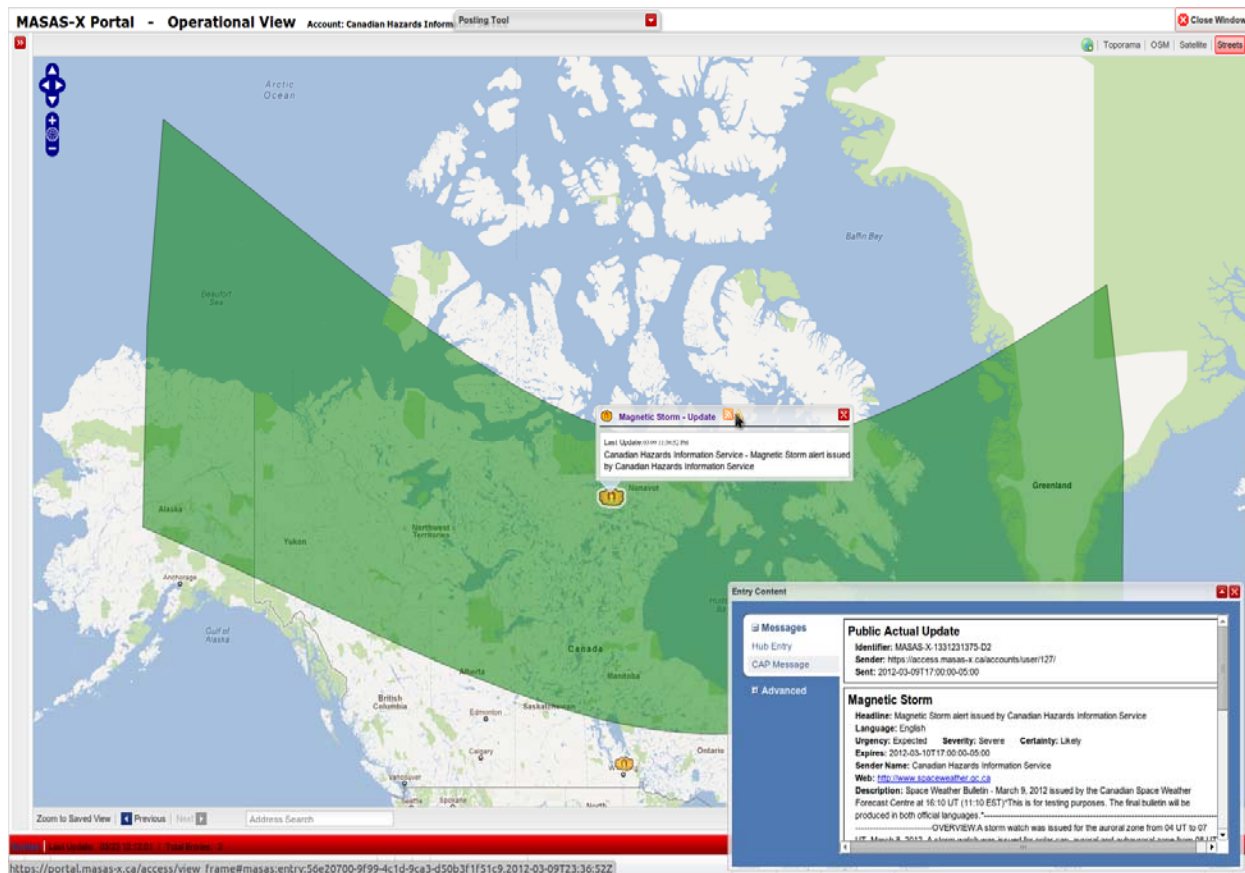 MASAS-X Portal - Operational View Account: Canadian Hazards Inform
Posting Tool
Close Window
Toporama | OSM | Satellite | Streets
Arctic
Ocean
Baffin Bay
Beaufort
Sea
Magnetic Storm - Update
Last Update:
Canadian Hazards Information Service - Magnetic Storm alert issued
by Canadian Hazards Information Service
Nunavut
Greenland
Alaska
Yukon
Northwest
Territories
Anchorage
Gulf of
Alaska
Canada
Alberta
Manitoba
British
Columbia
Edmonton
Calgary
Ontario
Vancouver
Seattle
Spokane
North
Entry Content
Messages
Hub Entry
CAP Message
Advanced
Public Actual Update
Identifier: MASAS-X-1331231375-D2
Sender: https://access.masas-x.ca/accounts/user/127/
Sent: 2012-03-09T17:00:00-05:00
Magnetic Storm
Headline: Magnetic Storm alert issued by Canadian Hazards Information Service
Language: English
Urgency: Expected Severity: Severe Certainty: Likely
Expires: 2012-03-10T17:00:00-05:00
Sender Name: Canadian Hazards Information Service
Web: http://www.spaceweather.gc.ca
Description: Space Weather Bulletin - March 9, 2012 issued by the Canadian Space Weather
Forecast Centre at 16:10 UT (11:10 EST)*This is for testing purposes. The final bulletin will be
produced in both official languages.*
OVERVIEW:A storm watch was issued for the auroral zone from 04 UT to 07
Zoom to Saved View | Previous | Next
Address Search
https://portal.masas-x.ca/access/view_frame#masas:entry:56e20700-9f99-4c1d-9ca3-d50b3f1f51c9,2012-03-09T23:36:52Z